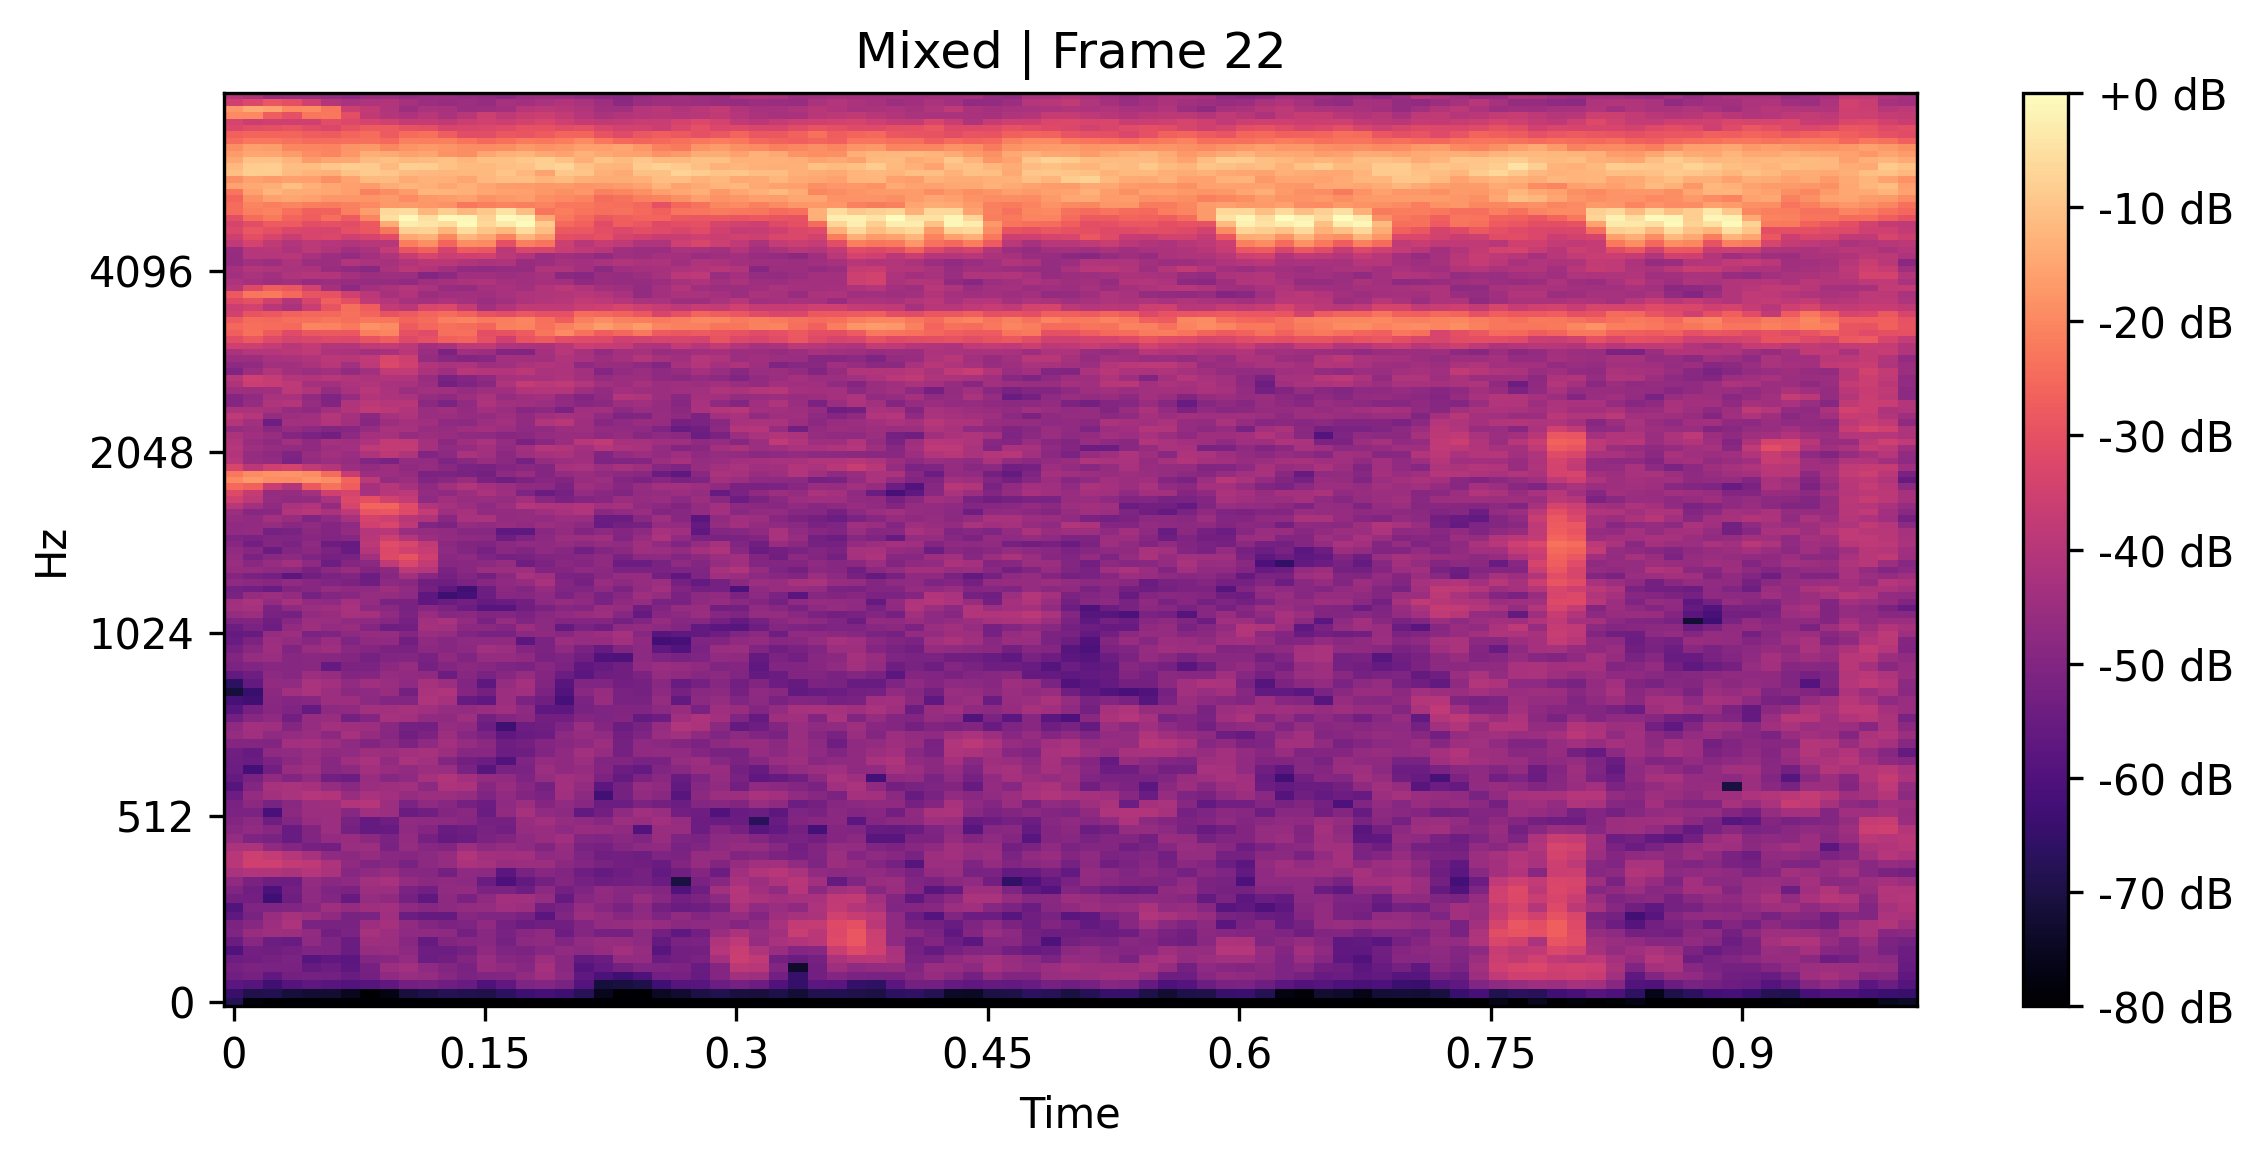 Mixed | Frame 22
+0 dB
-10 dB
-20 dB
-30 dB
-40 dB
-50 dB
-60 dB
-70 dB
-80 dB
Hz
4096
2048
1024
512
0
0 0.15 0.3 0.45 0.6 0.75 0.9
Time